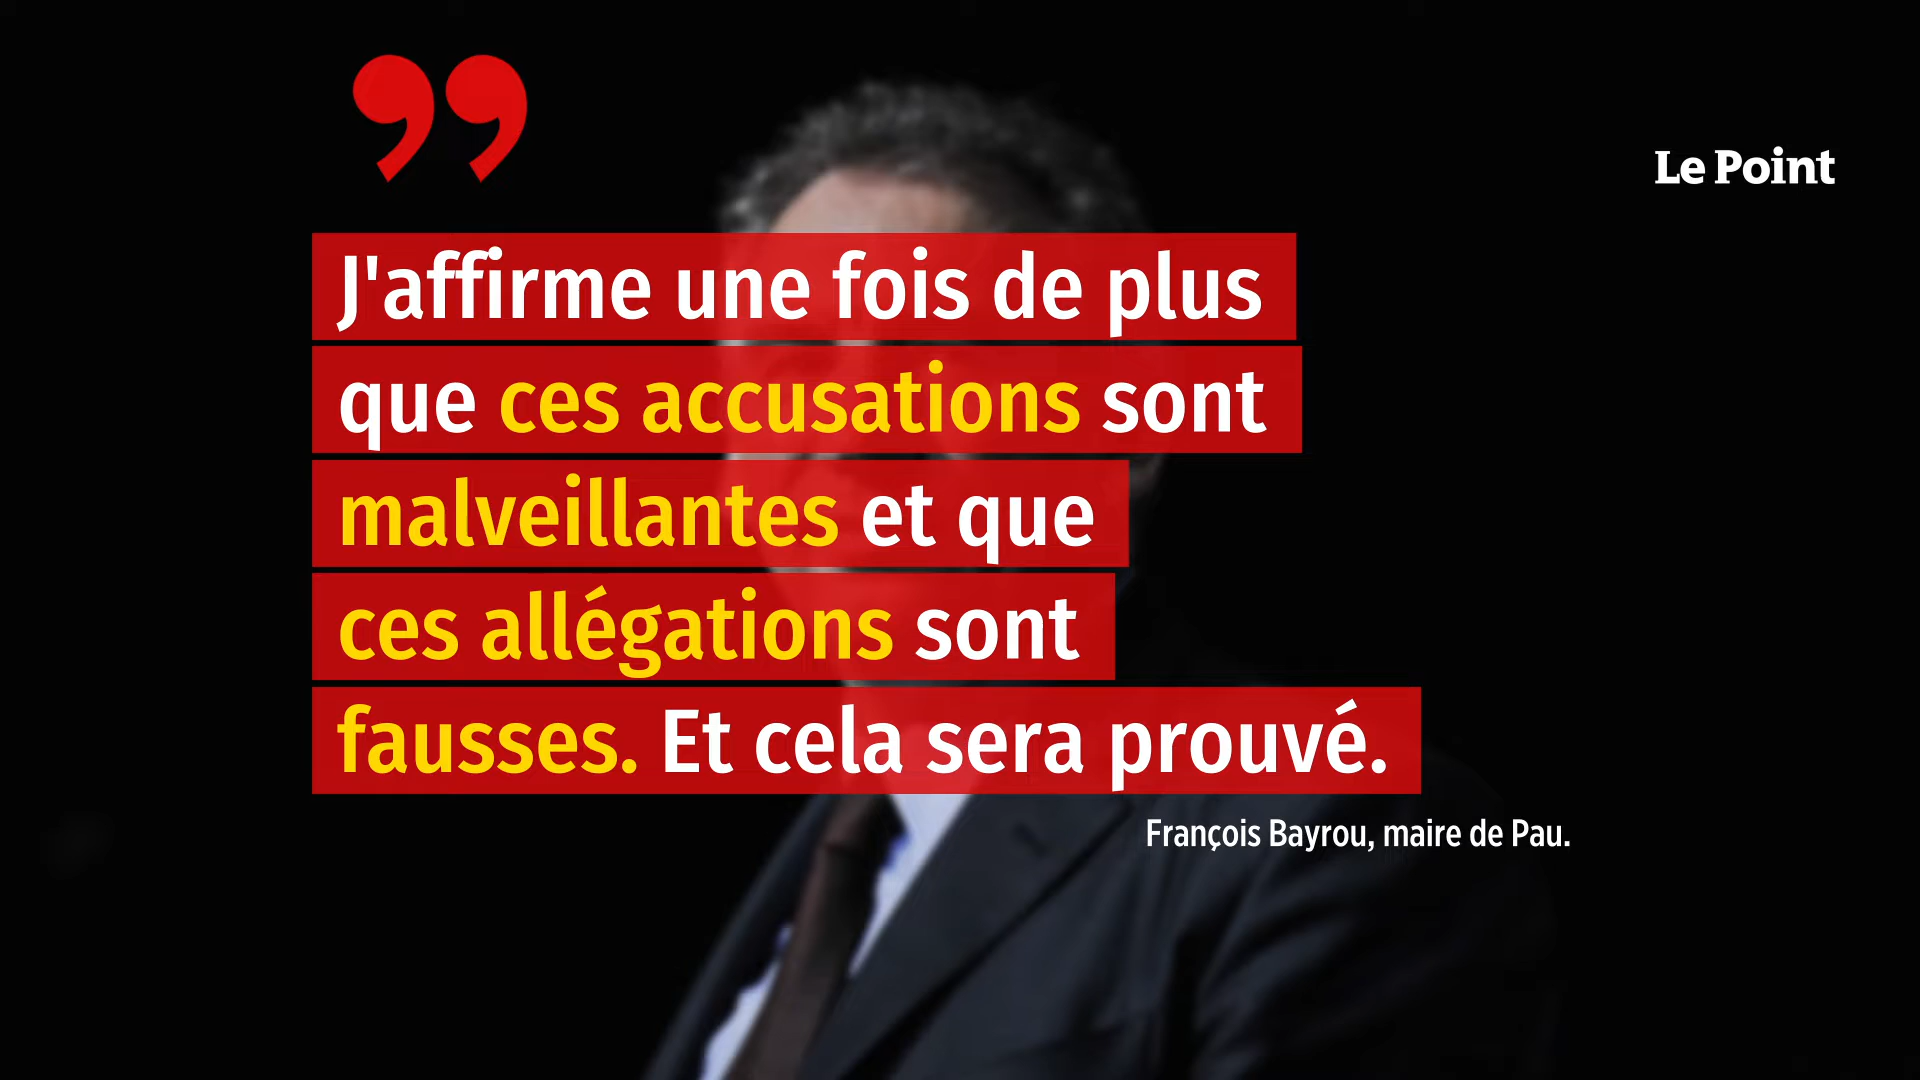 Le Point
”
J'affirme une fois de plus
que ces accusations sont
malveillantes et que
ces allégations sont
fausses. Et cela sera prouvé.
François Bayrou, maire de Pau.